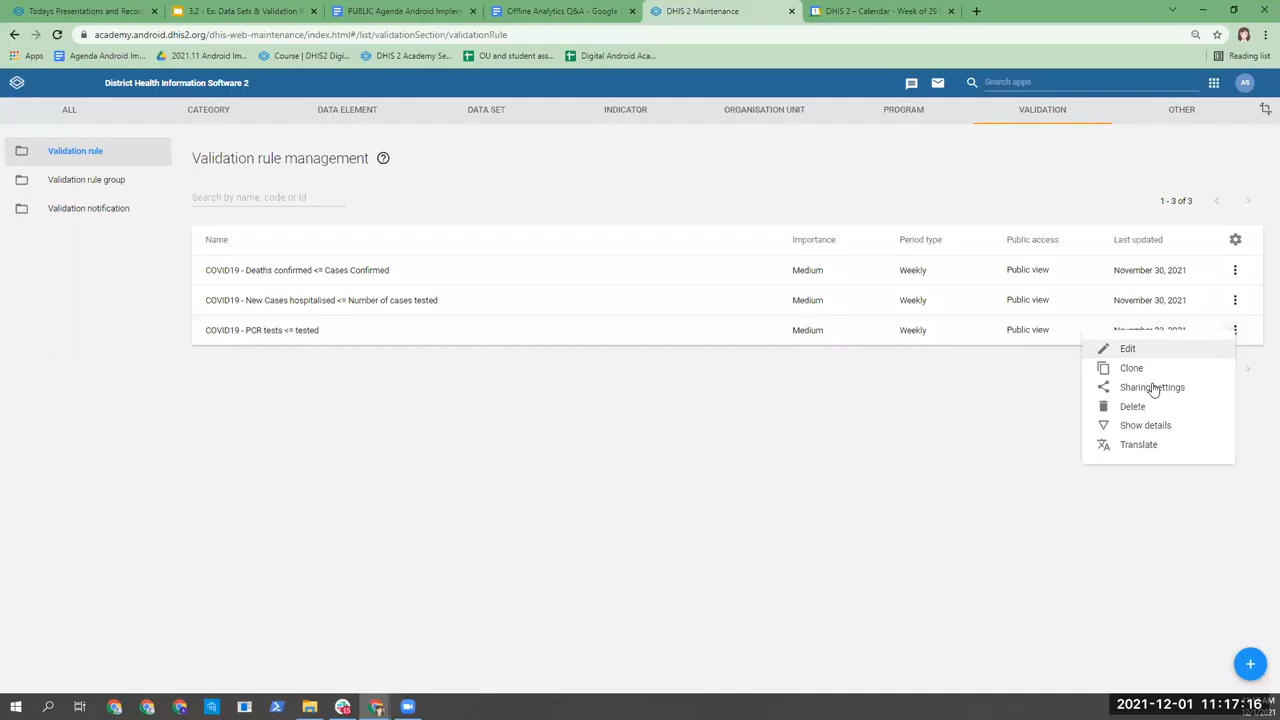 Todays Presentations and Recor
3.2 - Ex: Data Sets & Validation R
PUBLIC Agenda Android Implem
Offline Analytics Q&A - Google
DHIS 2 Maintenance
DHIS 2 – Calendar - Week of 29
academy.android.dhis2.org/dhis-web-maintenance/index.html#/list/validationSection/validationRule
Apps
Agenda Android Im...
2021.11 Android Im...
Course | DHIS2 Digi...
DHIS 2 Academy Se...
OU and student ass...
Digital Android Aca...
Reading list
District Health Information Software 2
Search apps
AS
ALL
CATEGORY
DATA ELEMENT
DATA SET
INDICATOR
ORGANISATION UNIT
PROGRAM
VALIDATION
OTHER
Validation rule
Validation rule group
Validation notification
Validation rule management
Search by name, code or id
1 - 3 of 3
Name Importance Period type Public access Last updated
COVID19 - Deaths confirmed <= Cases Confirmed Medium Weekly Public view November 30, 2021
COVID19 - New Cases hospitalised <= Number of cases tested Medium Weekly Public view November 30, 2021
COVID19 - PCR tests <= tested Medium Weekly Public view November 23, 2021
Edit
Clone
Sharing settings
Delete
Show details
Translate
2021-12-01 11:17:16